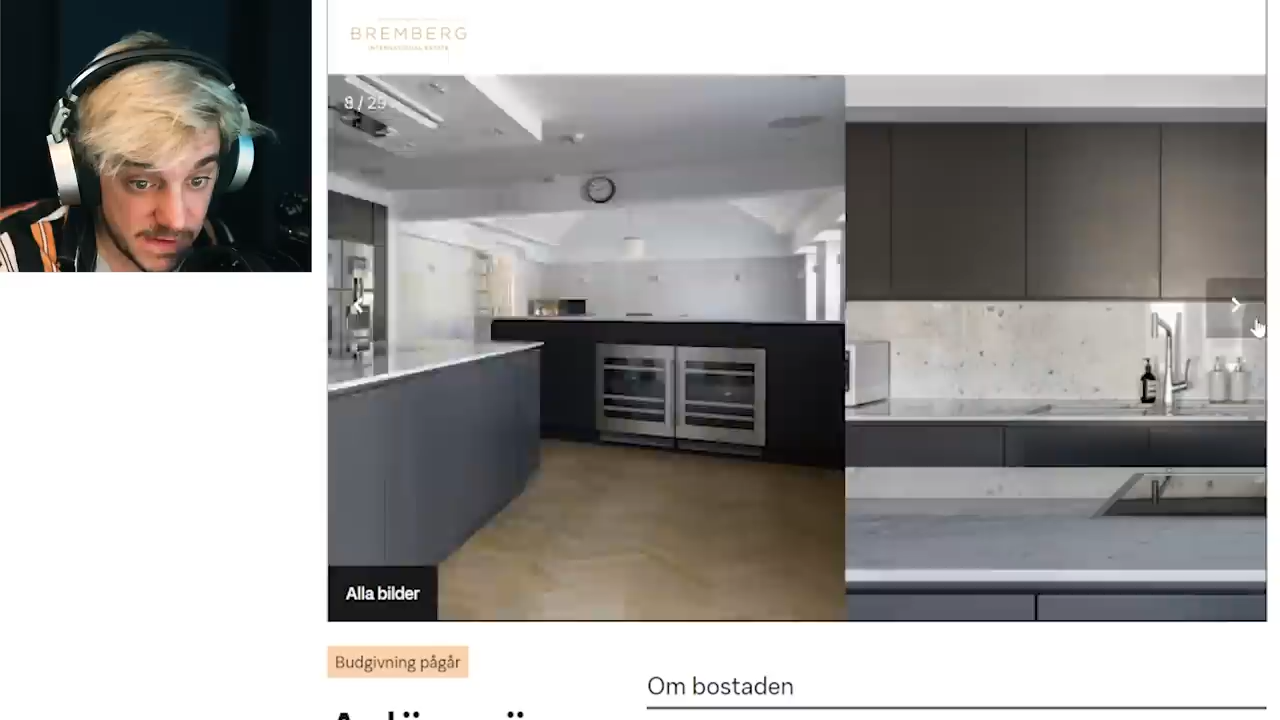 BREMBERG
INTERNATIONAL ESTATE
8 / 29
Alla bilder
Budgivning pågår
Om bostaden